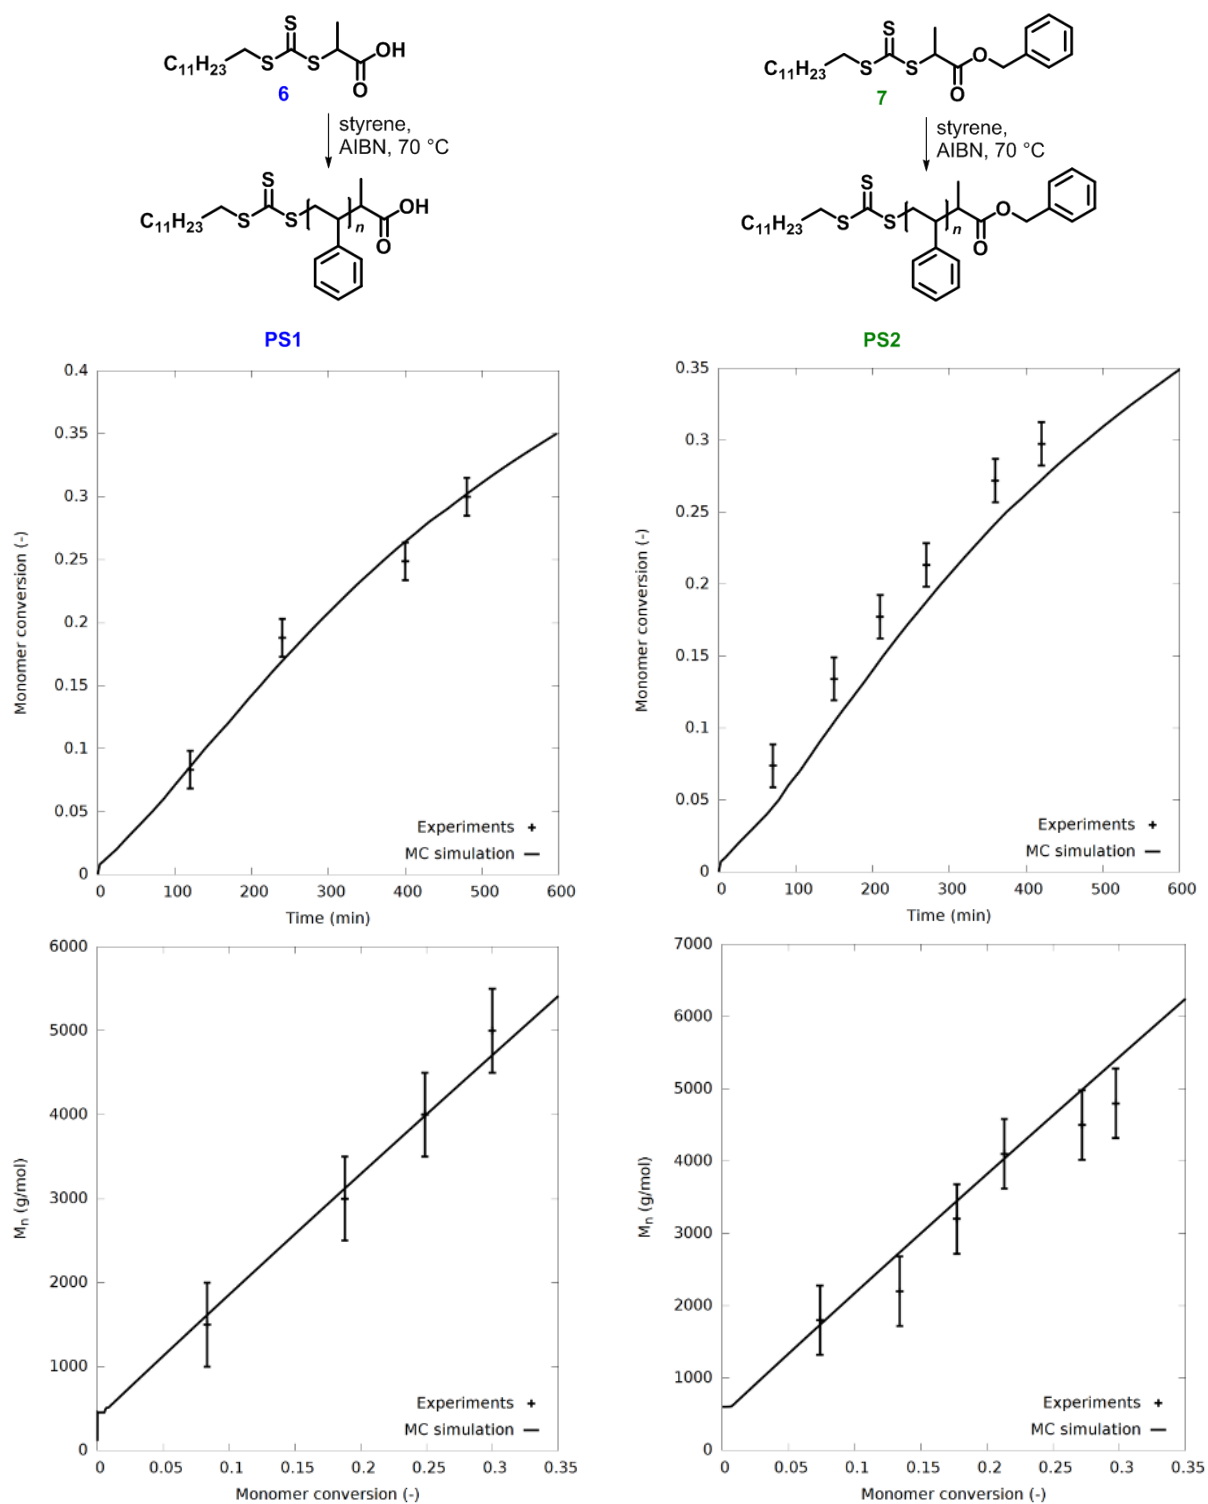 S
C11H23 S S OH
O
6
styrene,
AIBN, 70 °C
S
C11H23 S S n OH
O
PS1
S
C11H23 S S O
O
7
styrene,
AIBN, 70 °C
S
C11H23 S S n O
O
PS2
0.4
0.35
0.3
0.25
0.2
0.15
0.1
0.05
0
Monomer conversion (-)
Experiments
MC simulation
0 100 200 300 400 500 600
Time (min)
0.35
0.3
0.25
0.2
0.15
0.1
0.05
0
Monomer conversion (-)
Experiments
MC simulation
0 100 200 300 400 500 600
Time (min)
6000
5000
4000
3000
2000
1000
0
Mn (g/mol)
Experiments
MC simulation
0 0.05 0.1 0.15 0.2 0.25 0.3 0.35
Monomer conversion (-)
7000
6000
5000
4000
3000
2000
1000
0
Mn (g/mol)
Experiments
MC simulation
0 0.05 0.1 0.15 0.2 0.25 0.3 0.35
Monomer conversion (-)